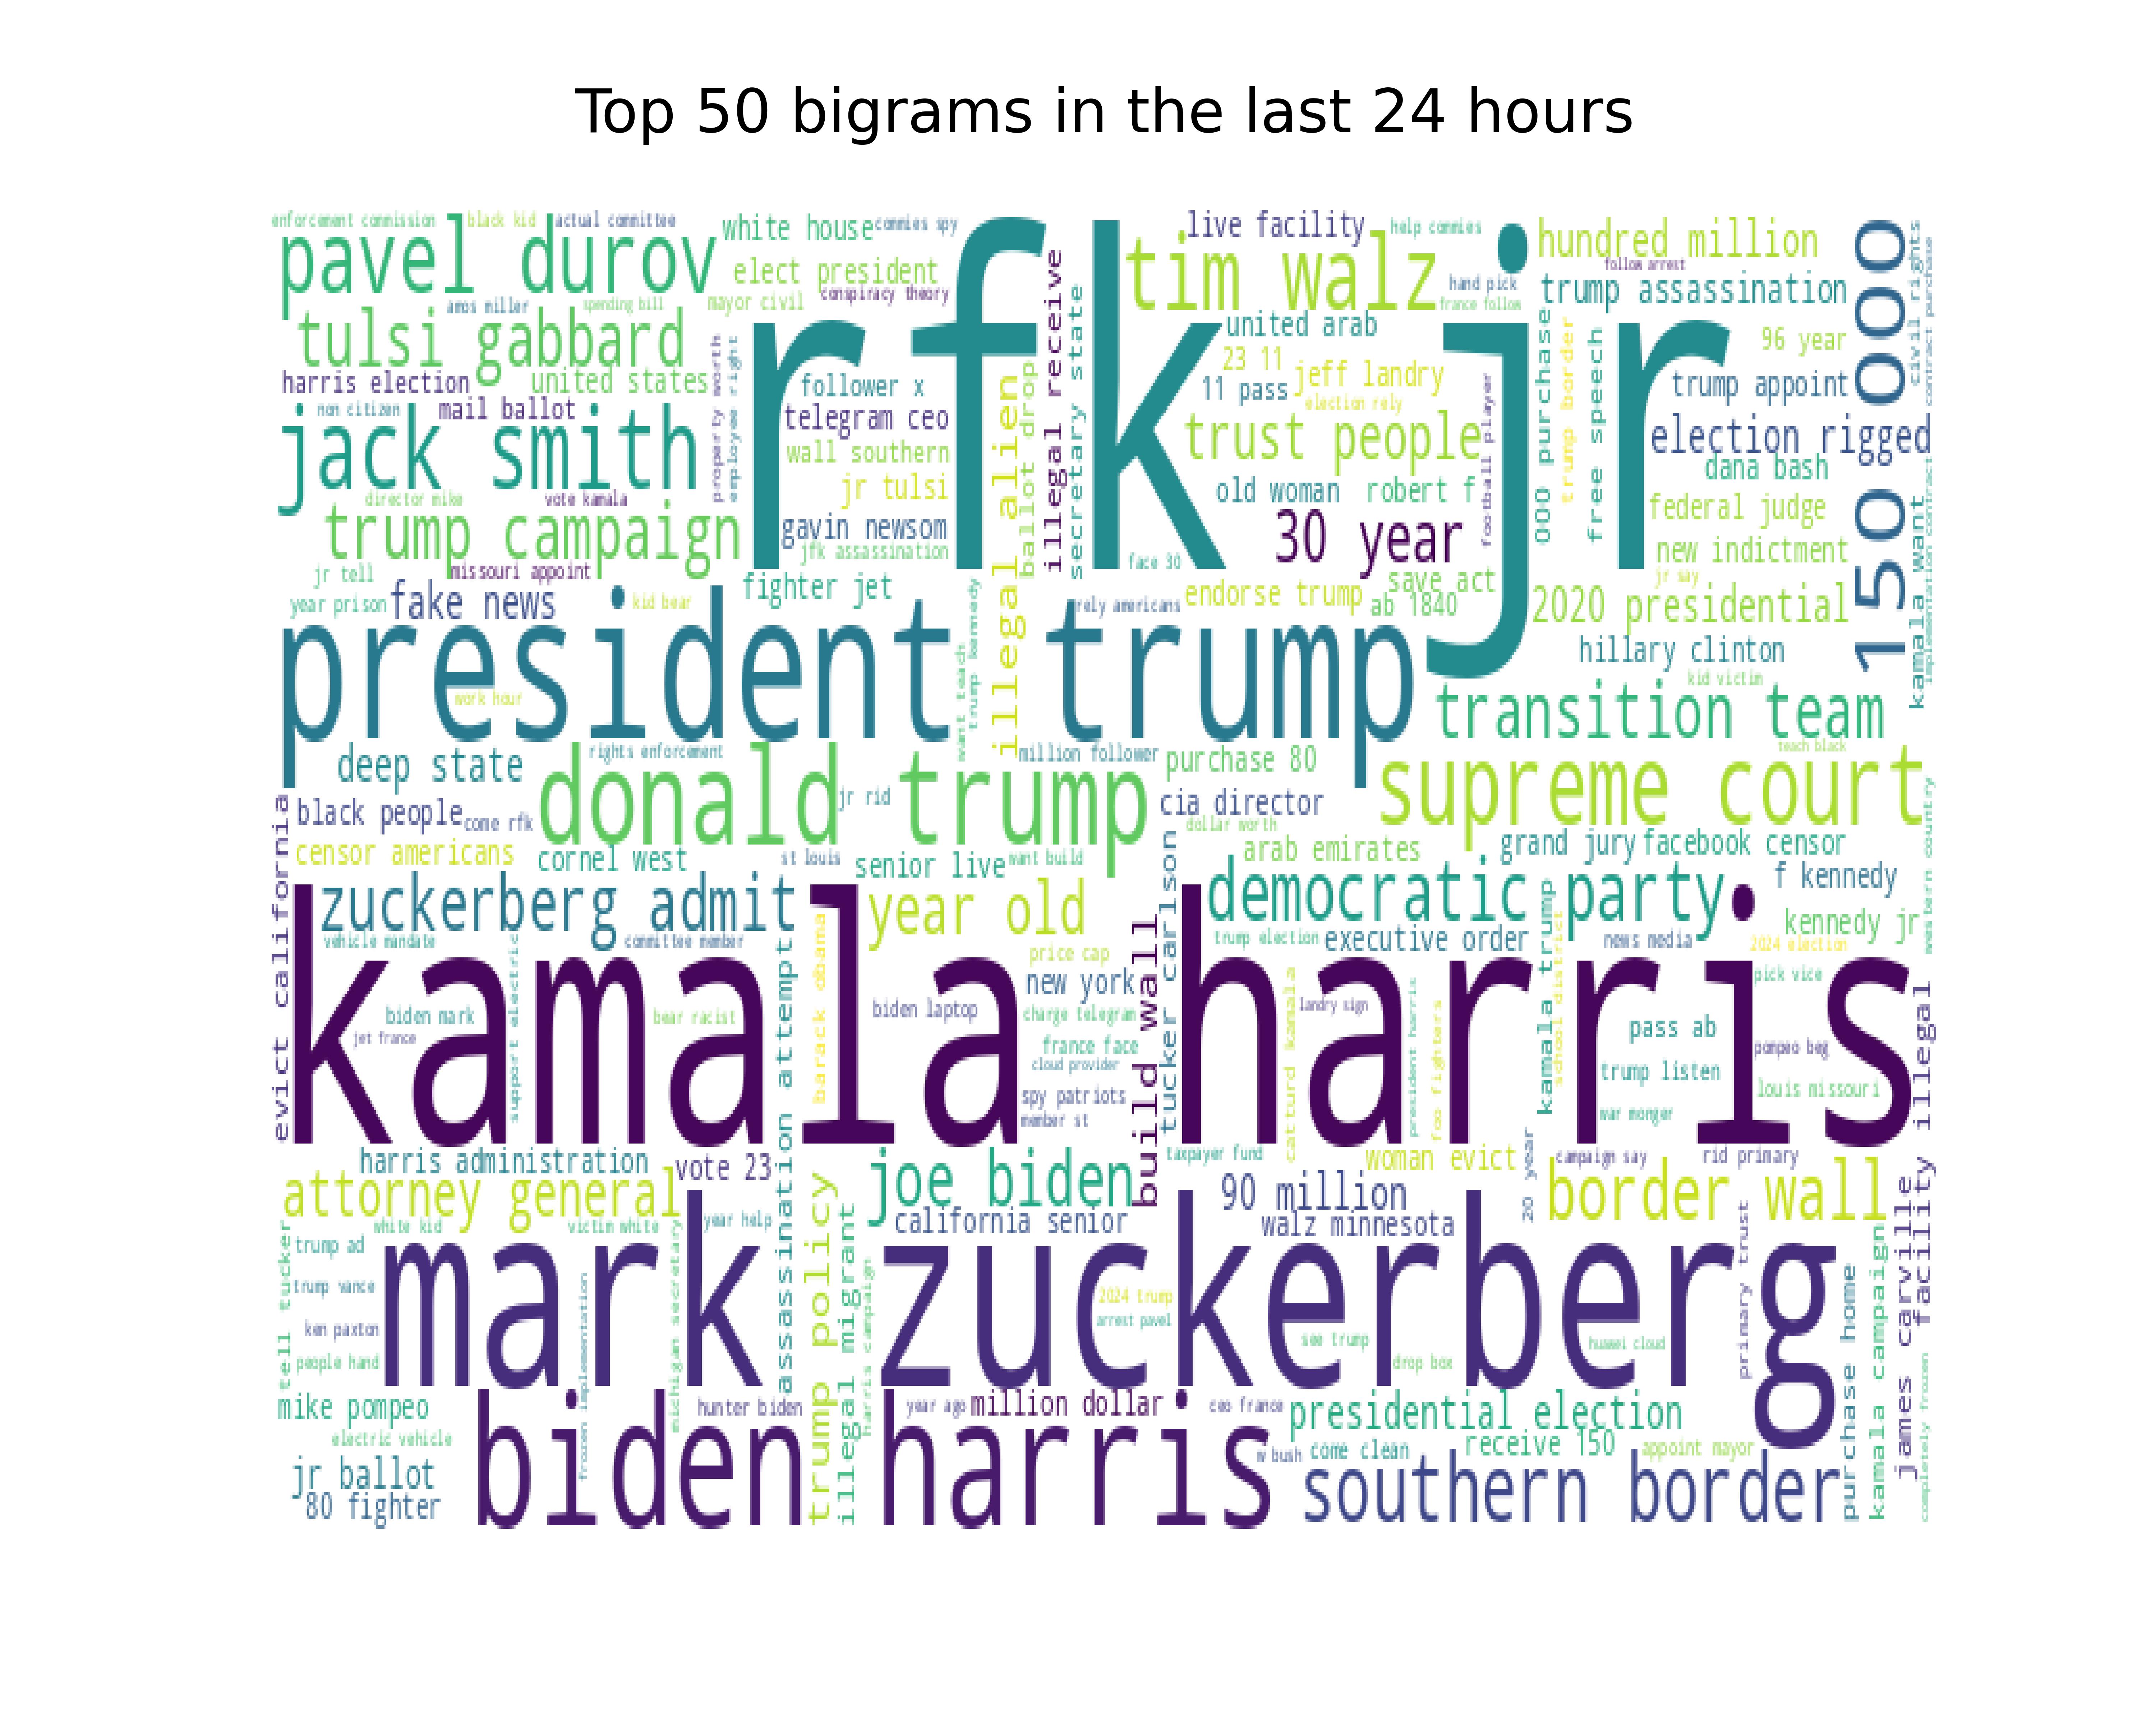 Top 50 bigrams in the last 24 hours
enforcement commission
black kid
actual committee
white house
commies spy
live facility
help commies
hundred million
civil rights
contract purchase
pavel durov
rfk jr
tim walz
150 000
elect president
follow arrest
amos miller
spending bill
mayor civil
conspiracy theory
hand pick
france follow
trump assassination
tulsi gabbard
illegal receive
secretary state
united arab
96 year
harris election
united states
property worth
employee right
follower x
23 11
jeff landry
11 pass
election rely
football player
000 purchase
trump border
free speech
trump appoint
non citizen
mail ballot
telegram ceo
illegal alien
ballot drop
trust people
election rigged
jack smith
wall southern
dana bash
director mike
vote kamala
jr tulsi
old woman
robert f
federal judge
trump campaign
gavin newsom
30 year
new indictment
kamala want
implementation contract
jfk assassination
jr tell
missouri appoint
face 30
save act
jr say
year prison
fake news
kid bear
fighter jet
want teach
trump kennedy
rely americans
endorse trump
ab 1840
2020 presidential
president trump
hillary clinton
kid victim
work hour
transition team
deep state
rights enforcement
million follower
purchase 80
teach black
donald trump
supreme court
jr rid
cia director
black people
come rfk
dollar worth
censor americans
cornel west
st louis
senior live
want build
arab emirates
grand jury
facebook censor
western country
evict california
zuckerberg admit
year old
tucker carlson
democratic party
f kennedy
kennedy jr
vehicle mandate
committee member
trump election
executive order
news media
2024 election
kamala harris
support electric
assassination attempt
barack obama
price cap
new york
build wall
kamala trump
school district
pick vice
biden mark
bear racist
biden laptop
charge telegram
catturd kamala
landry sign
president harris
foo fighters
pass ab
jet france
france face
pompeo beg
cloud provider
trump listen
spy patriots
louis missouri
member st
war monger
facility illegal
harris administration
vote 23
taxpayer fund
woman evict
20 year
campaign say
rid primary
attorney general
joe biden
90 million
border wall
white kid
victim white
year help
california senior
walz minnesota
tell tucker
trump ad
mark zuckerberg
michigan secretary
trump policy
illegal migrant
harris campaign
primary trust
purchase home
kamala campaign
james carville
trump vance
2024 trump
arrest pavel
ken paxton
see trump
huawei cloud
people hand
drop box
frozen implementation
completely frozen
mike pompeo
hunter biden
year ago
million dollar
ceo france
presidential election
biden harris
electric vehicle
w bush
come clean
receive 150
appoint mayor
jr ballot
southern border
80 fighter